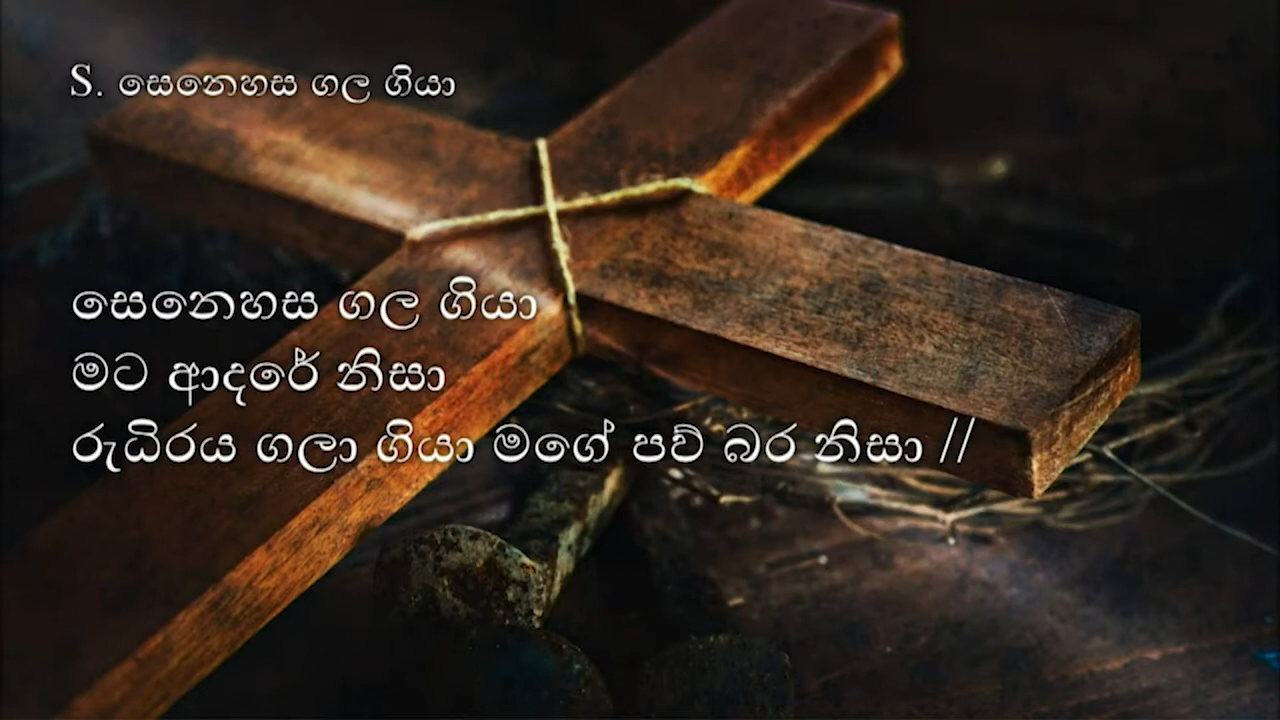 S. සෙනෙහස ගල ගියා
සෙනෙහස ගල ගියා
මට ආදරේ නිසා
රුධිරය ගලා ගියා මගේ පව් බර නිසා //